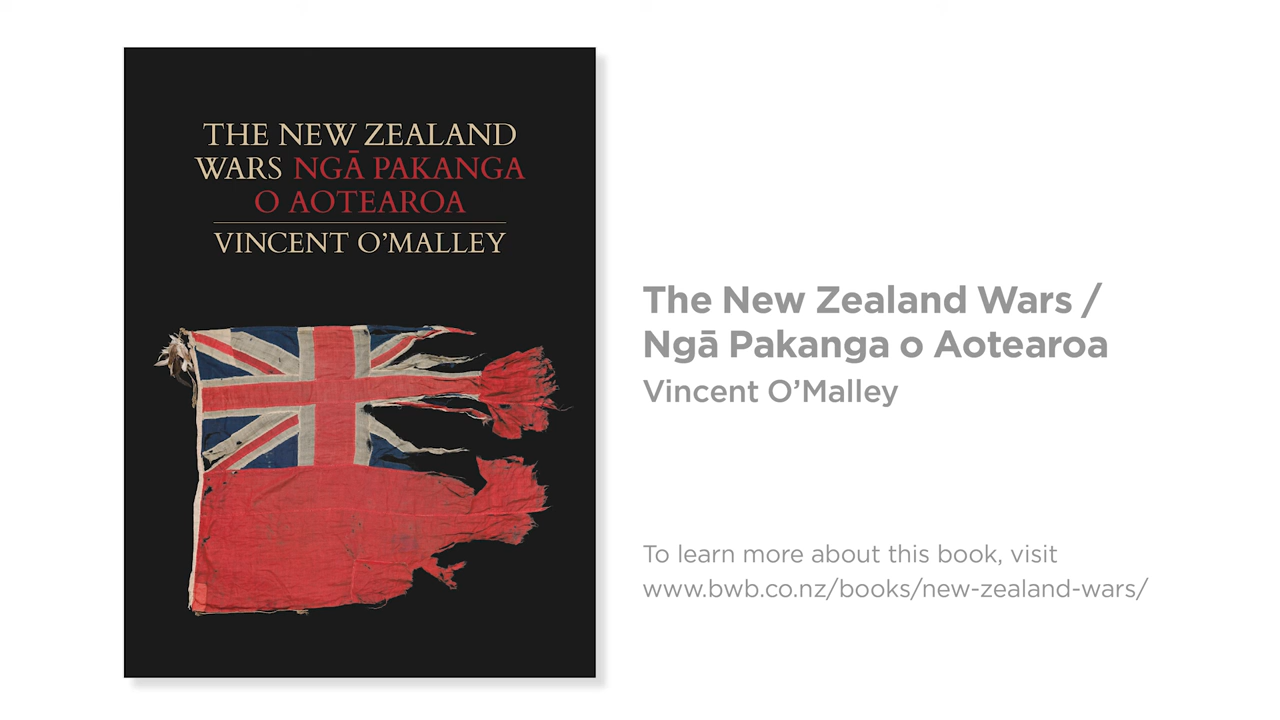 THE NEW ZEALAND
WARS NGĀ PAKANGA
O AOTEAROA
VINCENT O’MALLEY
The New Zealand Wars /
Ngā Pakanga o Aotearoa
Vincent O’Malley
To learn more about this book, visit
www.bwb.co.nz/books/new-zealand-wars/